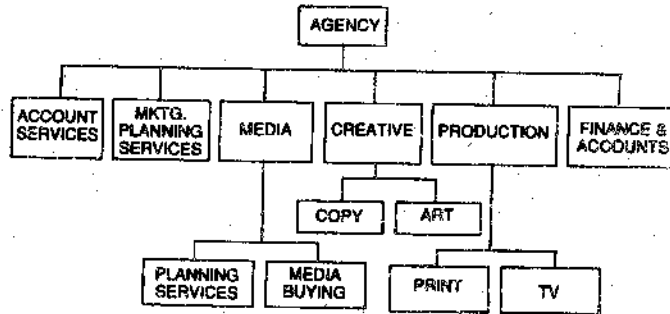 AGENCY
ACCOUNT
SERVICES
MKTG.
PLANNING
SERVICES
MEDIA
CREATIVE
PRODUCTION
FINANCE &
ACCOUNTS
COPY
ART
PLANNING
SERVICES
MEDIA
BUYING
PRINT
TV